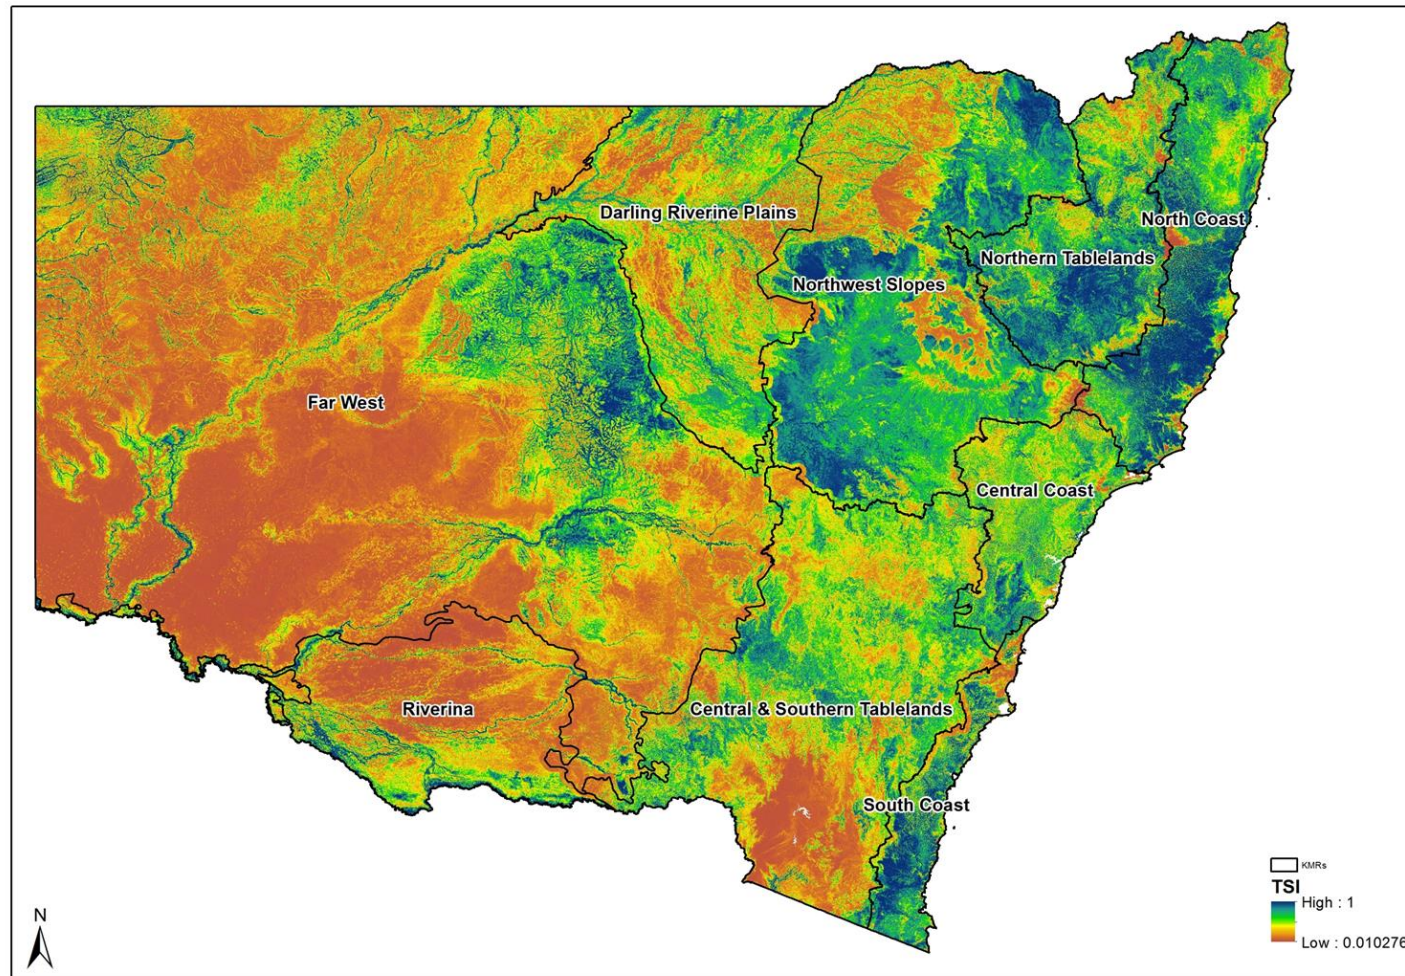 Darling Riverine Plains
North Coast
Northern Tablelands
Northwest Slopes
Far West
Central Coast
Riverina
Central & Southern Tablelands
South Coast
KMRs
TSI
High : 1
Low : 0.010276
N